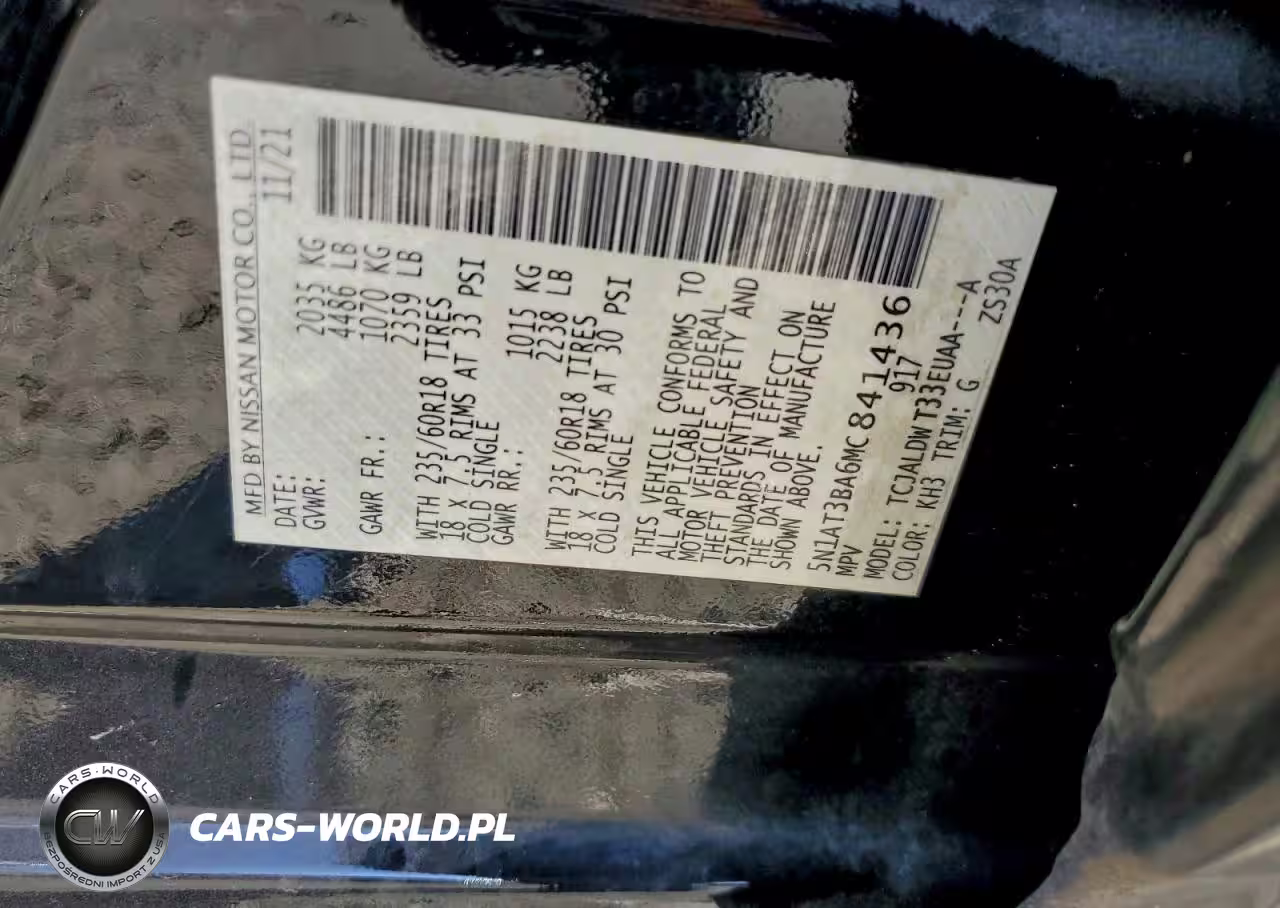 MFD BY NISSAN MOTOR CO., LTD
DATE: 11/21
GVWR: 2035 KG
4486 LB
GAWR FR.: 1070 KG
2359 LB
WITH 235/60R18 TIRES
18 X 7.5 RIMS AT 33 PSI
COLD SINGLE
GAWR RR.: 1015 KG
2238 LB
WITH 235/60R18 TIRES
18 X 7.5 RIMS AT 30 PSI
COLD SINGLE
THIS VEHICLE CONFORMS TO
ALL APPLICABLE FEDERAL
MOTOR VEHICLE SAFETY AND
THEFT PREVENTION
STANDARDS IN EFFECT ON
THE DATE OF MANUFACTURE
SHOWN ABOVE.
5N1AT3BA6MC841436
MPV 917
MODEL: TCJALDWT33EUAA---A
COLOR: KH3 TRIM: G ZS30A
CARS-WORLD
CW
BEZPOŚREDNI IMPORT Z USA
CARS-WORLD.PL